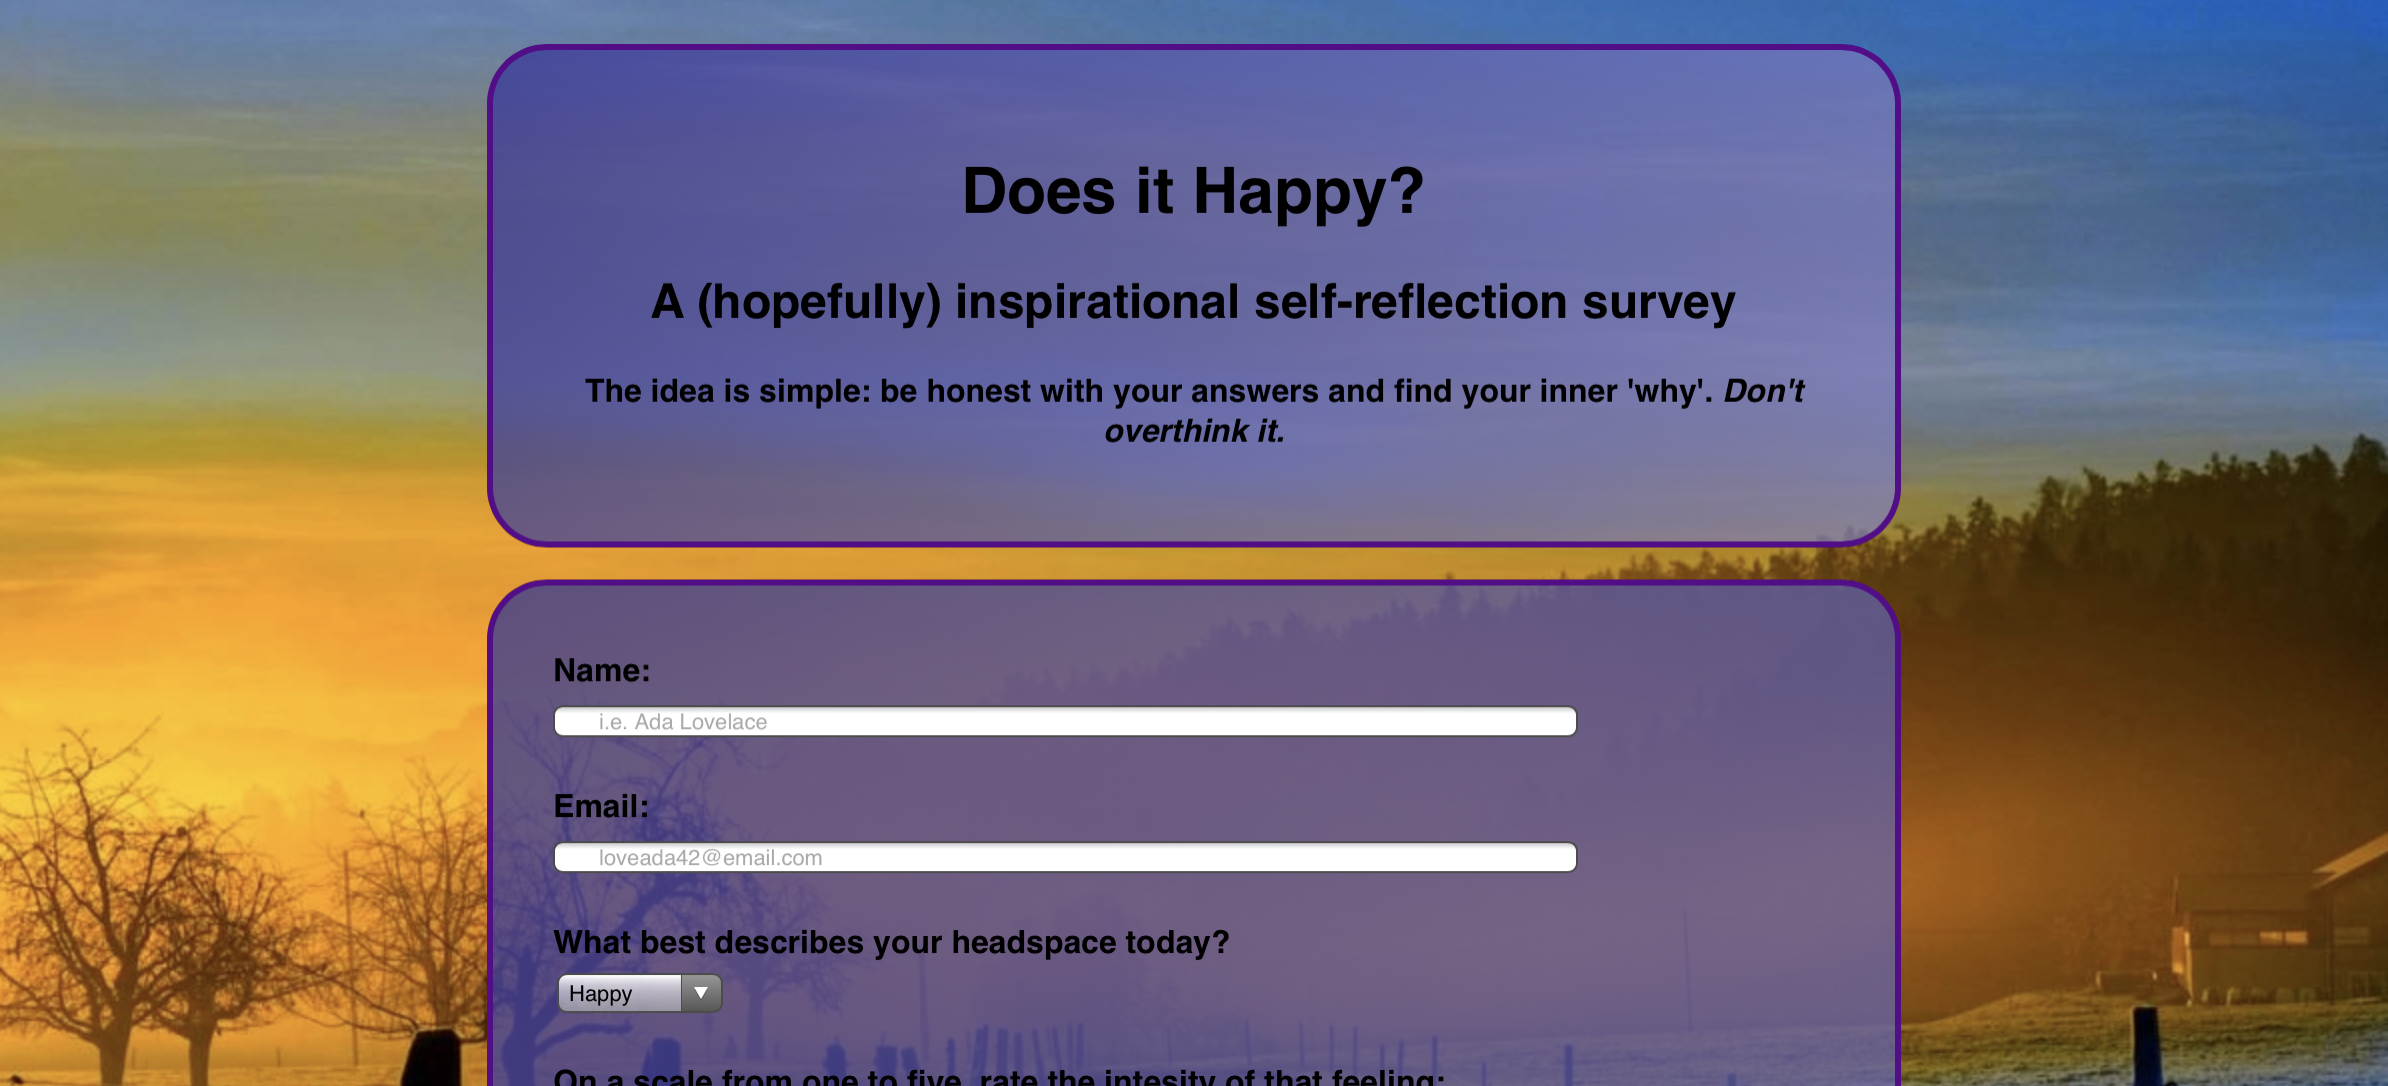 Does it Happy?
A (hopefully) inspirational self-reflection survey
The idea is simple: be honest with your answers and find your inner 'why'. Don't
overthink it.
Name:
i.e. Ada Lovelace
Email:
loveada42@email.com
What best describes your headspace today?
Happy
On a scale from one to five, rate the intesity of that feeling: